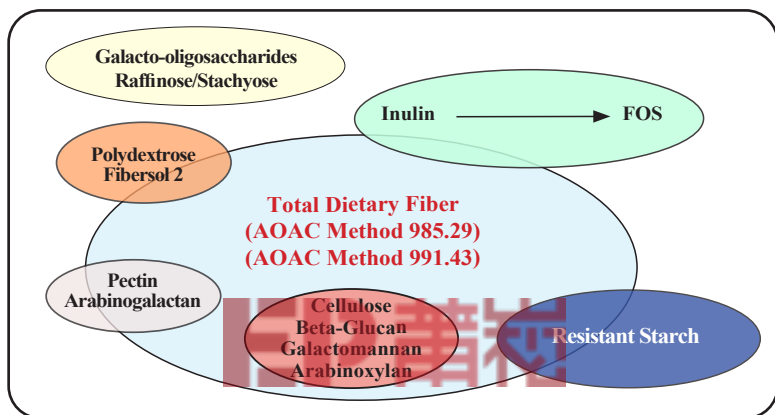 Galacto-oligosaccharides
Raffinose/Stachyose
Inulin
FOS
Polydextrose
Fibersol 2
Total Dietary Fiber
(AOAC Method 985.29)
(AOAC Method 991.43)
Pectin
Arabinogalactan
Cellulose
Beta-Glucan
Galactomannan
Arabinoxylan
Resistant Starch